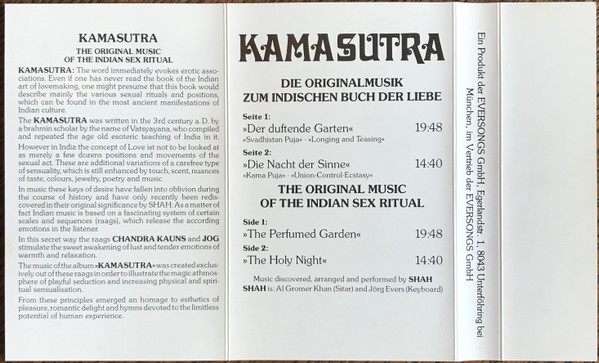 KAMASUTRA
THE ORIGINAL MUSIC
OF THE INDIAN SEX RITUAL
KAMASUTRA: The word immediately evokes erotic asso-
ciations. Even if one has never read the book of the Indian
art of lovemaking, one might presume that this book would
describe mainly the various sexual rituals and positions,
which can be found in the most ancient manifestations of
Indian culture.
The KAMASUTRA was written in the 3rd century a. D. by
a brahmin scholar by the name of Vatsyayana, who compiled
and repeated the age old esoteric teaching of India in it.
However in India the concept of Love ist not to be looked at
as merely a few dozens positions and movements of the
sexual act. These are additional variations of a carefree type
of sensuality, which is still enhanced by touch, scent, nuances
of taste, colours, jewelry, poetry and music.
In music these keys of desire have fallen into oblivion during
the course of history and have only recently been redis-
covered in their original significance by SHAH: As a matter of
fact Indian music is based on a fascinating system of certain
scales and sequences (raags), which release the according
emotions in the listener.
In this secret way the raags CHANDRA KAUNS and JOG
stimulate the sweet awakening of lust and tender emotions of
warmth and relaxation.
The music of the album »KAMASUTRA« was created exclus-
ively out of these raags in order to illustrate the magic athmos-
phere of playful seduction and increasing physical and spiri-
tual sensualisation.
From these principles emerged an homage to esthetics of
pleasure, romantic delight and hymns devoted to the limitless
potential of human experience.
KAMASUTRA
DIE ORIGINALMUSIK
ZUM INDISCHEN BUCH DER LIEBE
Seite 1:
»Der duftende Garten« 19:48
»Svadhistan Puja« · »Longing and Teasing«
Seite 2:
»Die Nacht der Sinne« 14:40
»Kama Puja« · »Union-Control-Ecstasy«
THE ORIGINAL MUSIC
OF THE INDIAN SEX RITUAL
Side 1:
»The Perfumed Garden« 19:48
Side 2:
»The Holy Night« 14:40
Music discovered, arranged and performed by SHAH
SHAH is: Al Gromer Khan (Sitar) and Jörg Evers (Keyboard)
Ein Produkt der EVERSONGS GmbH, Egerlandstr. 1, 8043 Unterföhring bei
München, im Vertrieb der EVERSONGS GmbH